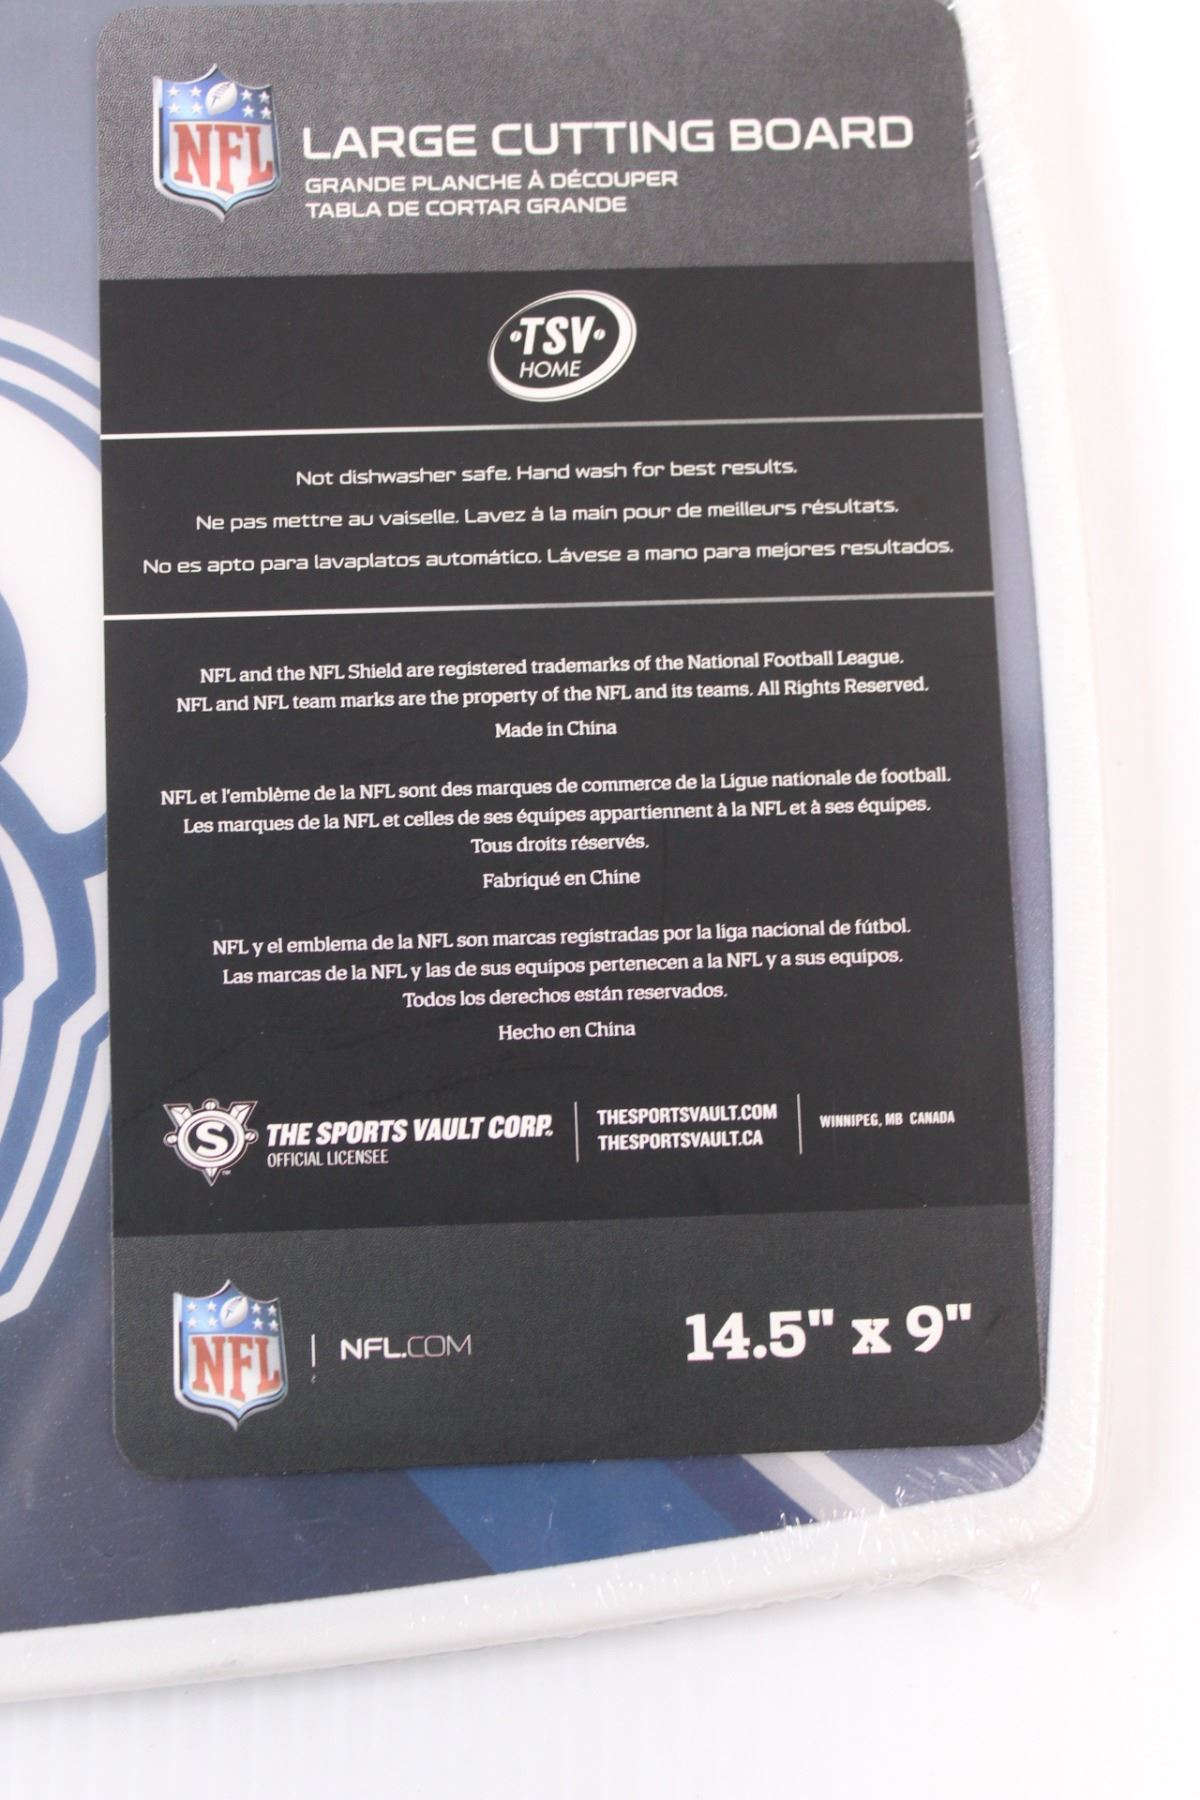 NFL
LARGE CUTTING BOARD
GRANDE PLANCHE À DÉCOUPER
TABLA DE CORTAR GRANDE
TSV
HOME
Not dishwasher safe. Hand wash for best results.
Ne pas mettre au vaiselle. Lavez à la main pour de meilleurs résultats.
No es apto para lavaplatos automático. Lávese a mano para mejores resultados.
NFL and the NFL Shield are registered trademarks of the National Football League.
NFL and NFL team marks are the property of the NFL and its teams. All Rights Reserved.
Made in China
NFL et l'emblème de la NFL sont des marques de commerce de la Ligue nationale de football.
Les marques de la NFL et celles de ses équipes appartiennent à la NFL et à ses équipes.
Tous droits réservés.
Fabriqué en Chine
NFL y el emblema de la NFL son marcas registradas por la liga nacional de fútbol.
Las marcas de la NFL y las de sus equipos pertenecen a la NFL y a sus equipos.
Todos los derechos están reservados.
Hecho en China
S
THE SPORTS VAULT CORP.
OFFICIAL LICENSEE
THESPORTSVAULT.COM
THESPORTSVAULT.CA
WINNIPEG, MB CANADA
NFL
NFL.COM
14.5" x 9"